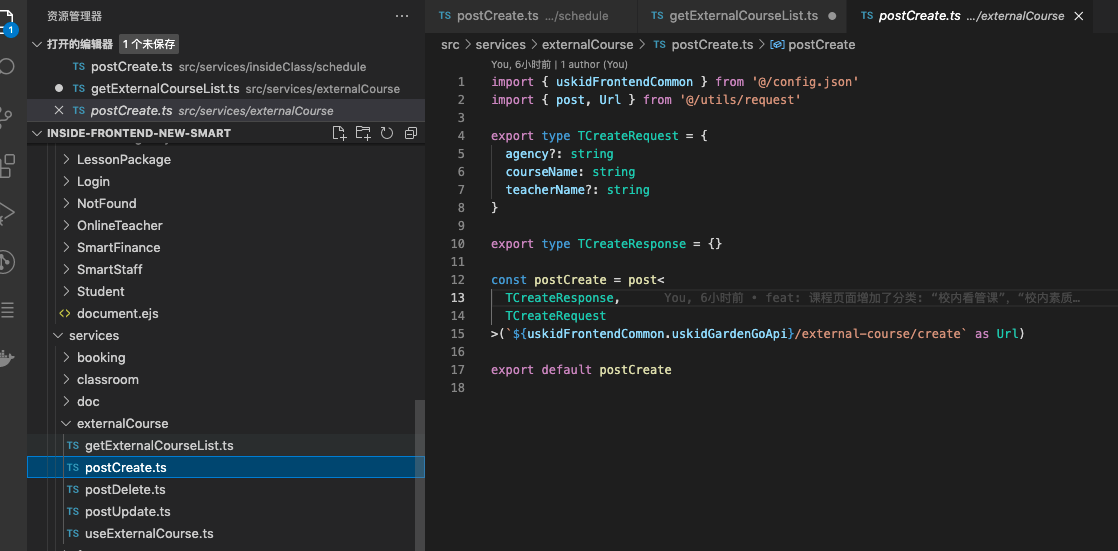 资源管理器 ···
打开的编辑器 1 个未保存
TS postCreate.ts src/services/insideClass/schedule
getExternalCourseList.ts src/services/externalCourse
TS postCreate.ts src/services/externalCourse
INSIDE-FRONTEND-NEW-SMART
LessonPackage
Login
NotFound
OnlineTeacher
SmartFinance
SmartStaff
Student
document.ejs
services
booking
classroom
doc
externalCourse
TS getExternalCourseList.ts
TS postCreate.ts
TS postDelete.ts
TS postUpdate.ts
TS useExternalCourse.ts
1
TS postCreate.ts .../schedule TS getExternalCourseList.ts TS postCreate.ts .../externalCourse
src > services > externalCourse > TS postCreate.ts > postCreate
You, 6小时前 | 1 author (You)
1 import { uskidFrontendCommon } from '@/config.json'
2 import { post, Url } from '@/utils/request'
3
4 export type TCreateRequest = {
5 agency?: string
6 courseName: string
7 teacherName?: string
8 }
9
10 export type TCreateResponse = {}
11
12 const postCreate = post<
13 TCreateResponse, You, 6小时前 • feat: 课程页面增加了分类: “校内看管课”, “校内素质…
14 TCreateRequest
15 >(`${uskidFrontendCommon.uskidGardenGoApi}/external-course/create` as Url)
16
17 export default postCreate
18